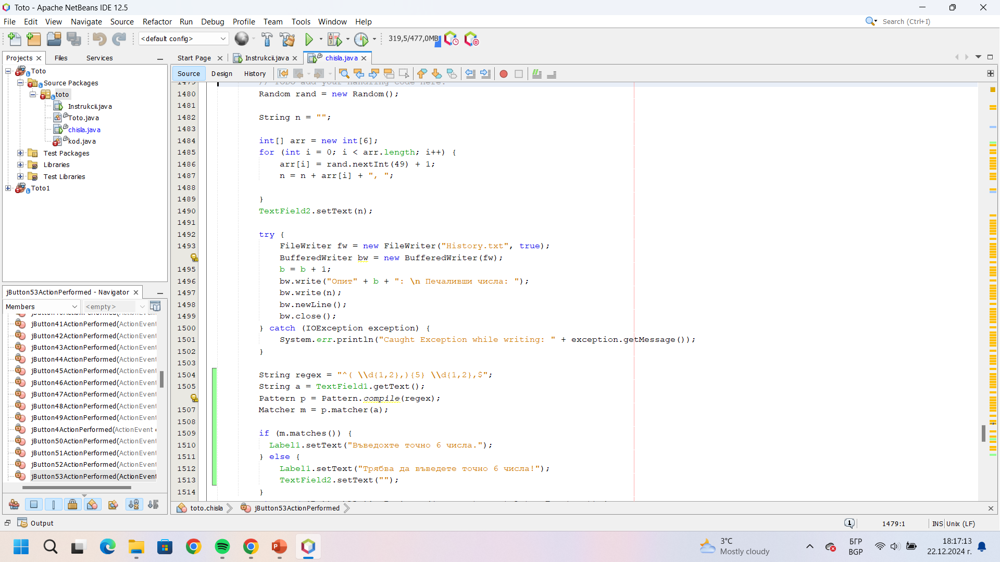 Toto - Apache NetBeans IDE 12.5
File Edit View Navigate Source Refactor Run Debug Profile Team Tools Window Help
Search (Ctrl+I)
<default config>
319,5/477,0MB
Projects Files Services
Start Page Instrukcii.java chisla.java
Source Design History
Toto
Source Packages
toto
Instrukcii.java
Toto.java
chisla.java
kod.java
Test Packages
Libraries
Test Libraries
Toto1
jButton53ActionPerformed - Navigator
Members <empty>
jButton41ActionPerformed(ActionEvent
jButton42ActionPerformed(ActionEvent
jButton43ActionPerformed(ActionEvent
jButton44ActionPerformed(ActionEvent
jButton45ActionPerformed(ActionEvent
jButton46ActionPerformed(ActionEvent
jButton47ActionPerformed(ActionEvent
jButton48ActionPerformed(ActionEvent
jButton49ActionPerformed(ActionEvent
jButton4ActionPerformed(ActionEvent
jButton50ActionPerformed(ActionEvent
jButton51ActionPerformed(ActionEvent
jButton52ActionPerformed(ActionEvent
jButton53ActionPerformed(ActionEvent
1479 // TODO add your handling code here:
1480 Random rand = new Random();
1481
1482 String n = "";
1483
1484 int[] arr = new int[6];
1485 for (int i = 0; i < arr.length; i++) {
1486 arr[i] = rand.nextInt(49) + 1;
1487 n = n + arr[i] + ", ";
1488
1489 }
1490 TextField2.setText(n);
1491
1492 try {
1493 FileWriter fw = new FileWriter("History.txt", true);
BufferedWriter bw = new BufferedWriter(fw);
1495 b = b + 1;
1496 bw.write("Опит" + b + ": \n Печаливши числа: ");
1497 bw.write(n);
1498 bw.newLine();
1499 bw.close();
1500 } catch (IOException exception) {
1501 System.err.println("Caught Exception while writing: " + exception.getMessage());
1502 }
1503
1504 String regex = "^( \\d{1,2},){5} \\d{1,2},$";
1505 String a = TextField1.getText();
Pattern p = Pattern.compile(regex);
1507 Matcher m = p.matcher(a);
1508
1509 if (m.matches()) {
1510 Label1.setText("Въведохте точно 6 числа.");
1511 } else {
1512 Label1.setText("Трябва да въведете точно 6 числа!");
1513 TextField2.setText("");
1514 }
toto.chisla jButton53ActionPerformed
Output
1 1479:1 INS Unix (LF)
3°C
Mostly cloudy
БГР
BGP
18:17:13
22.12.2024 г.